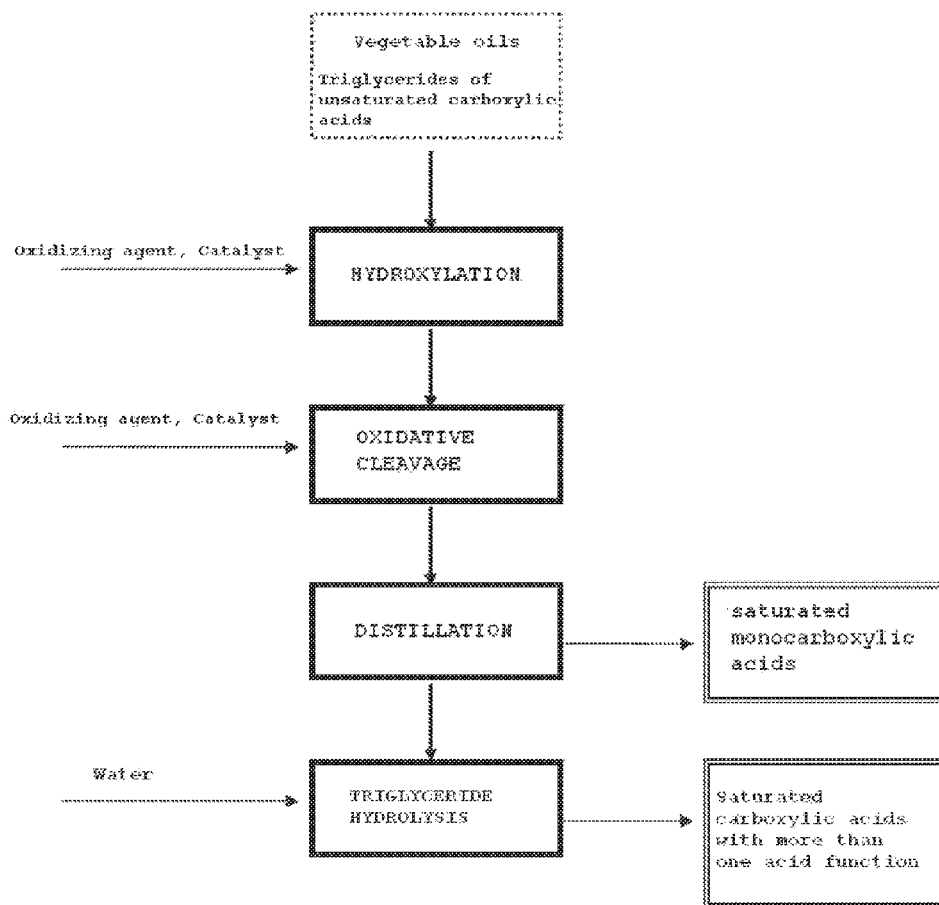 Vegetable oils
Triglycerides of
unsaturated carboxylic
acids
Oxidizing agent, Catalyst
HYDROXYLATION
Oxidizing agent, Catalyst
OXIDATIVE
CLEAVAGE
DISTILLATION
saturated
monocarboxylic
acids
Water
TRIGLYCERIDE
HYDROLYSIS
Saturated
carboxylic acids
with more than
one acid function